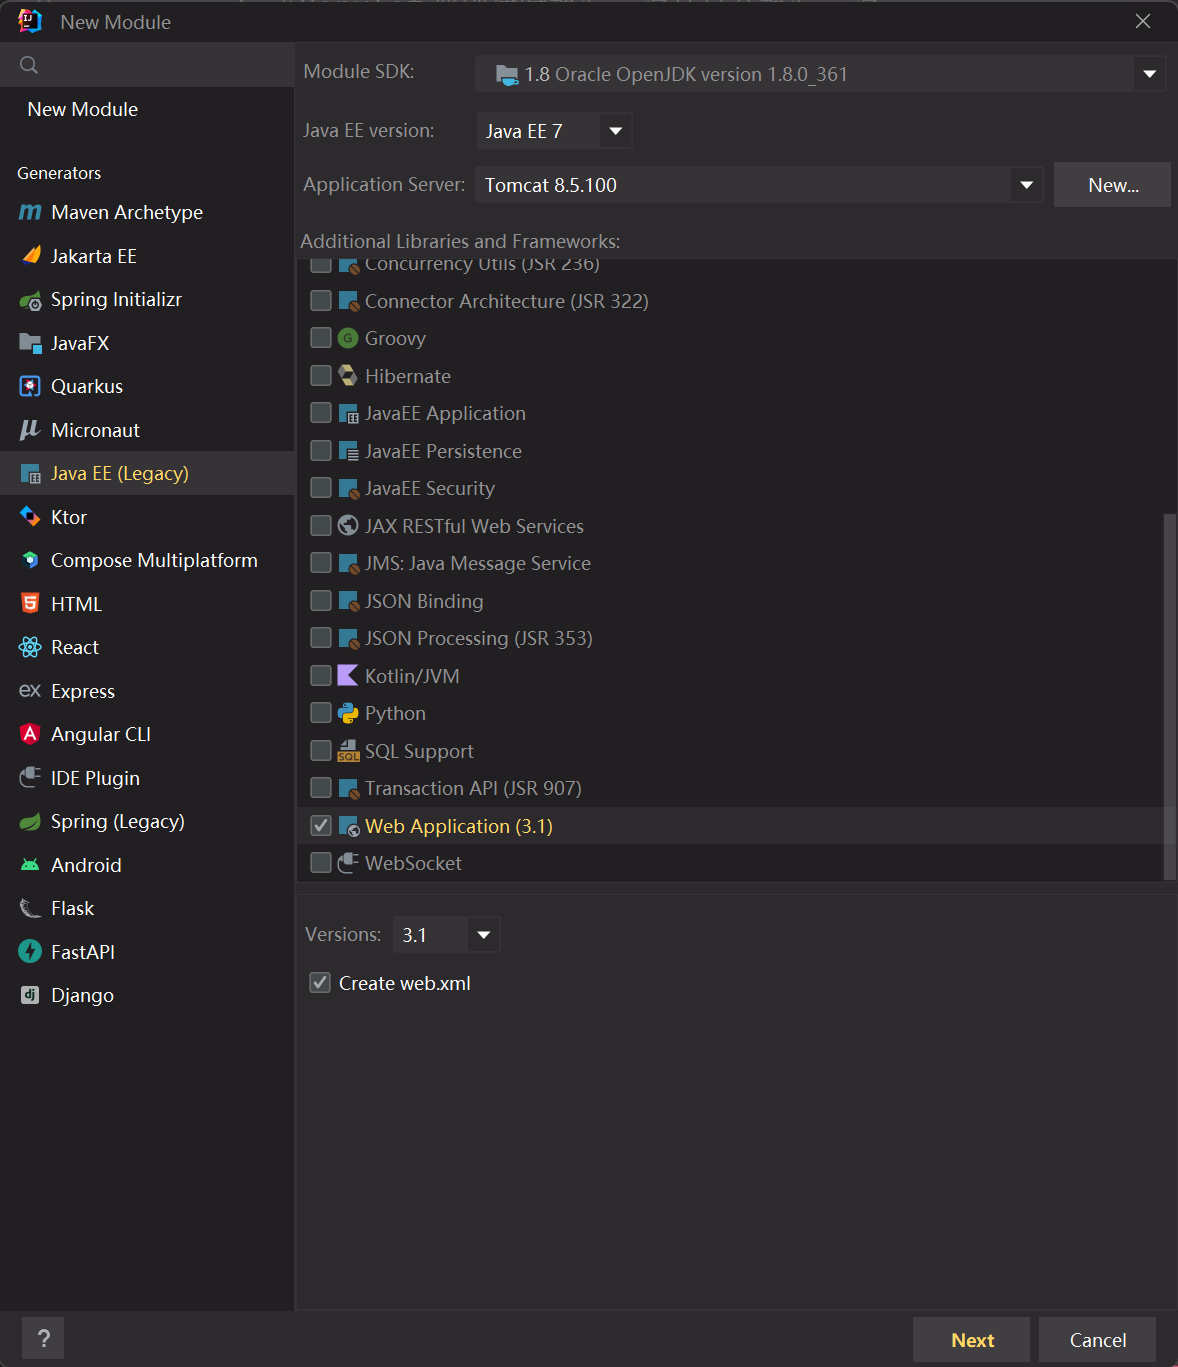 New Module
Module SDK:
1.8 Oracle OpenJDK version 1.8.0_361
New Module
Java EE version:
Java EE 7
Generators
Application Server:
Tomcat 8.5.100
New...
Maven Archetype
Jakarta EE
Spring Initializr
JavaFX
Quarkus
Micronaut
Java EE (Legacy)
Ktor
Compose Multiplatform
HTML
React
Express
Angular CLI
IDE Plugin
Spring (Legacy)
Android
Flask
FastAPI
Django
Additional Libraries and Frameworks:
Concurrency Utils (JSR 236)
Connector Architecture (JSR 322)
Groovy
Hibernate
JavaEE Application
JavaEE Persistence
JavaEE Security
JAX RESTful Web Services
JMS: Java Message Service
JSON Binding
JSON Processing (JSR 353)
Kotlin/JVM
Python
SQL Support
Transaction API (JSR 907)
Web Application (3.1)
WebSocket
Versions:
3.1
Create web.xml
?
Next
Cancel